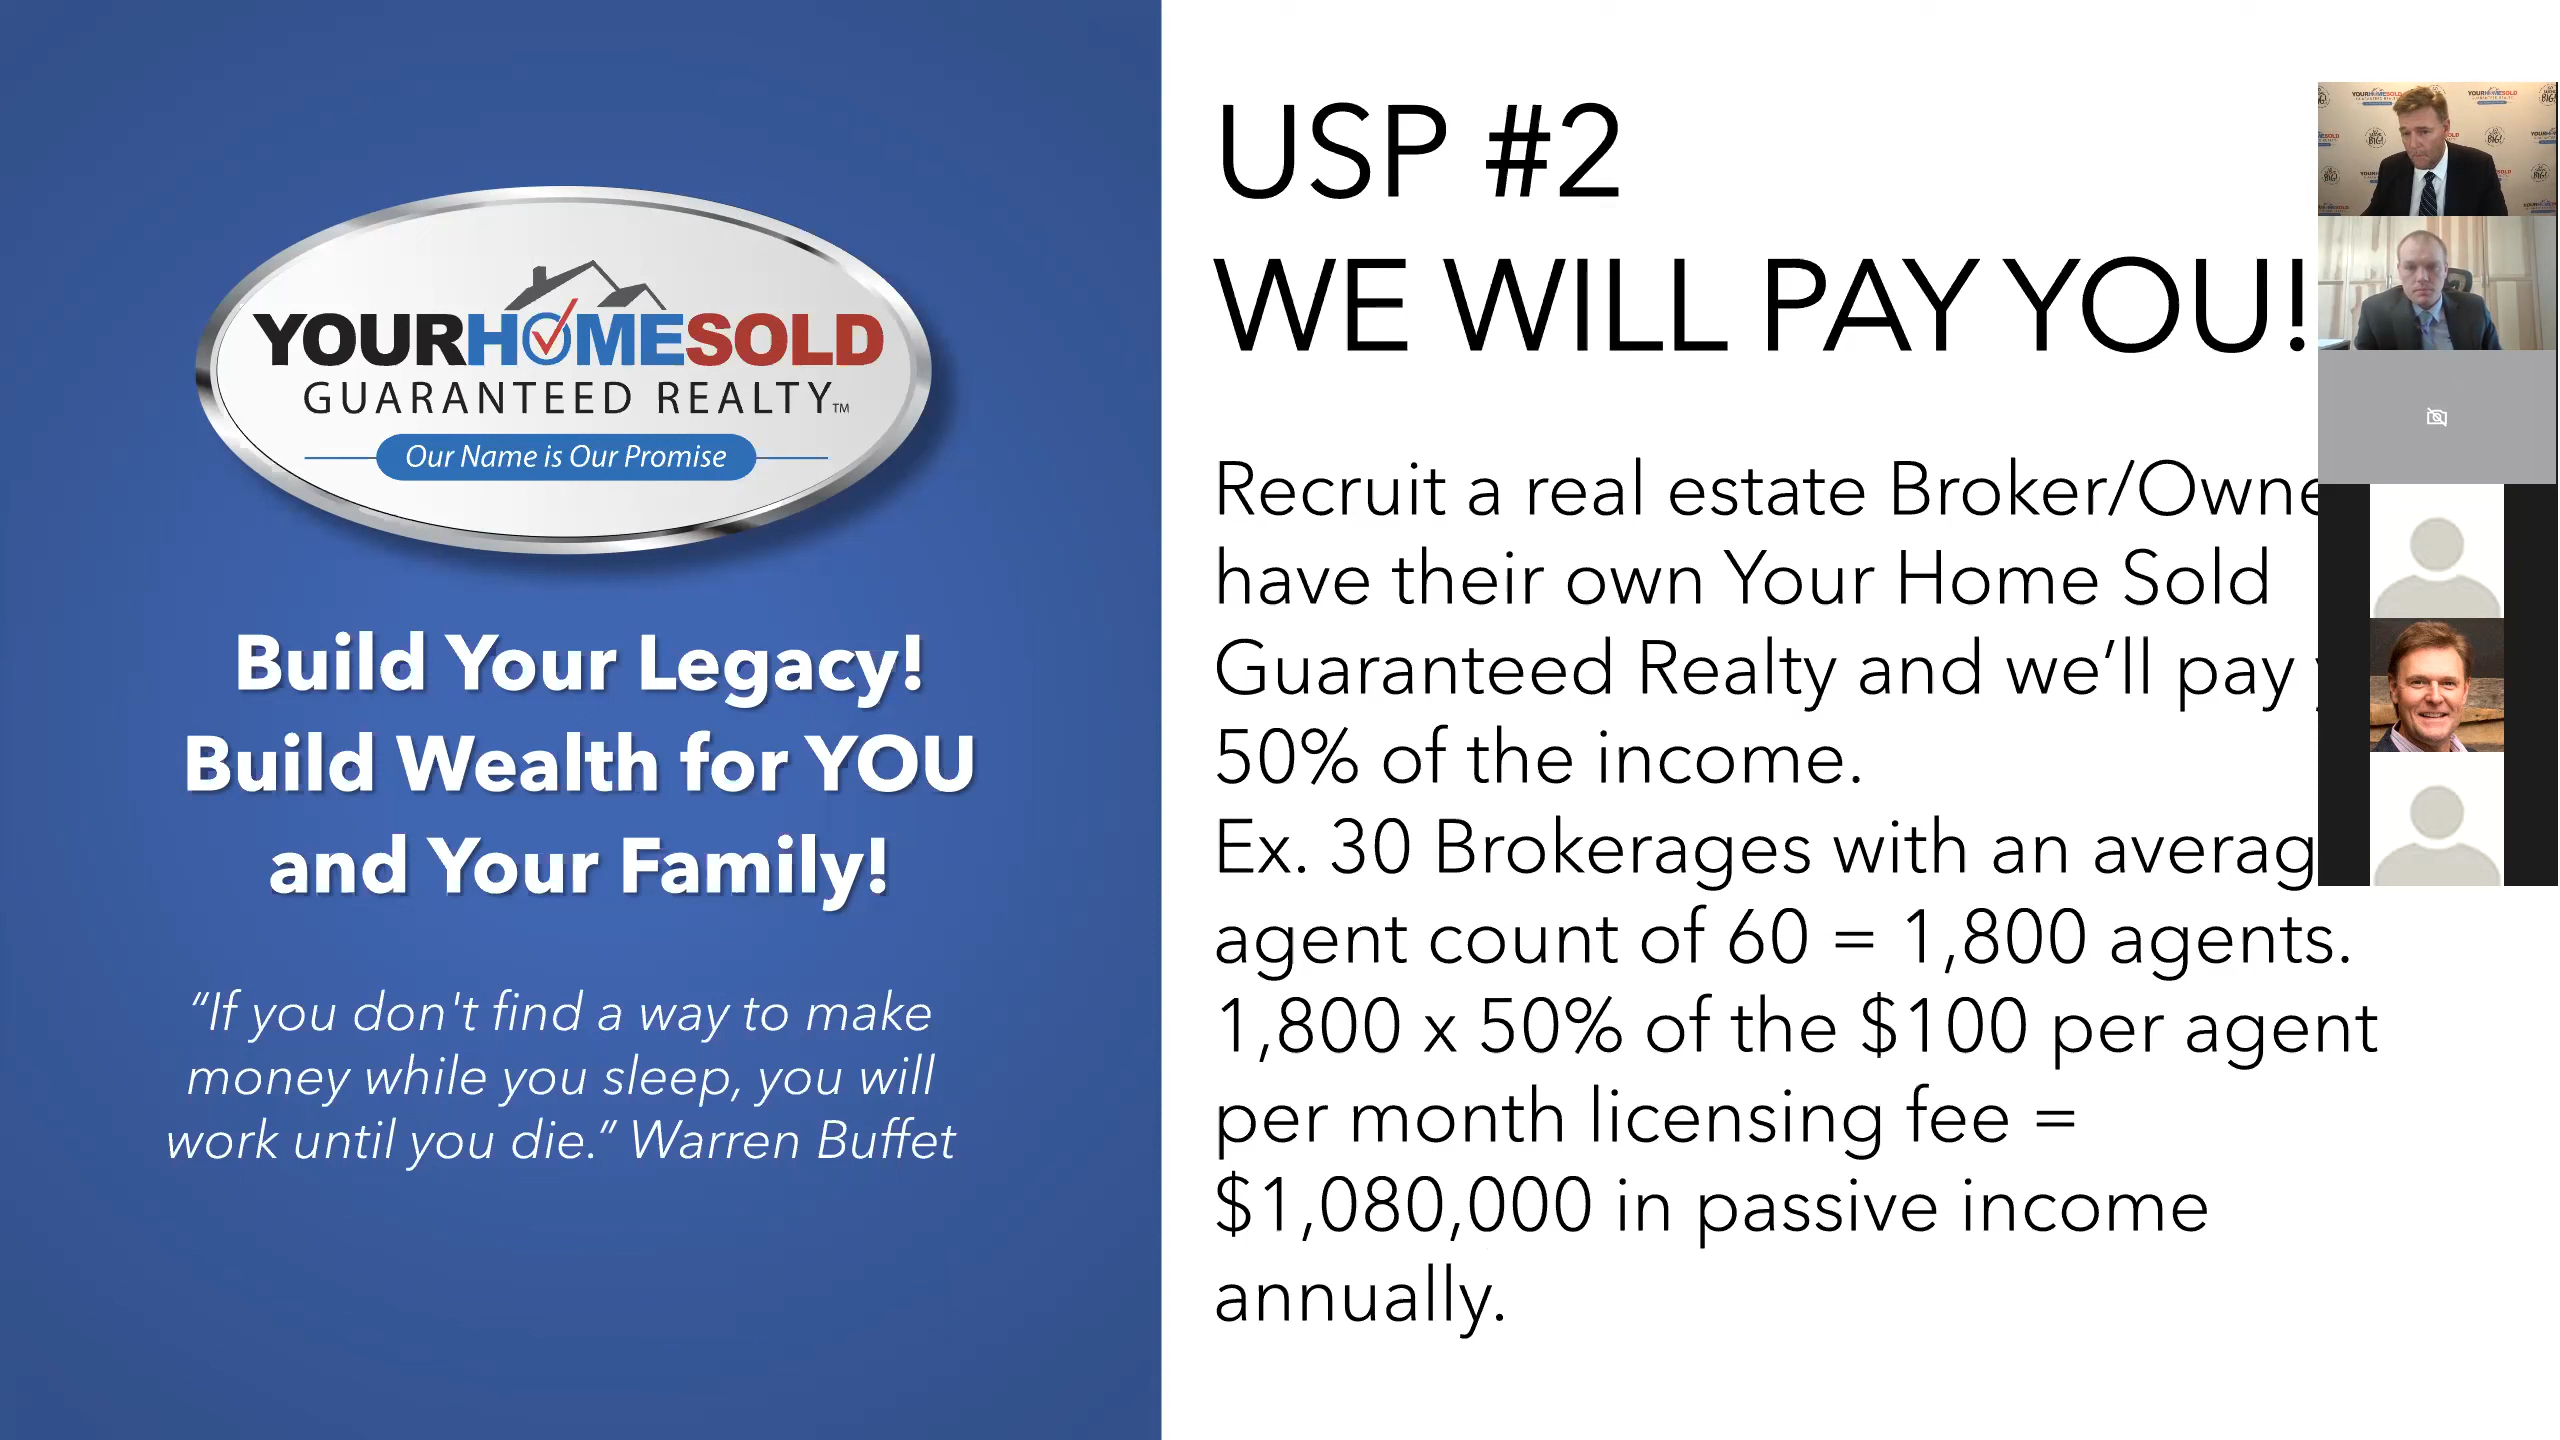 YOURHOMESOLD
GUARANTEED REALTY™
Our Name is Our Promise
Build Your Legacy!
Build Wealth for YOU
and Your Family!
“If you don't find a way to make
money while you sleep, you will
work until you die.” Warren Buffet
USP #2
WE WILL PAY YOU!
Recruit a real estate
have their own Your Home Sold
Guaranteed Realty and we’ll pay
50% of the income.
Ex. 30 Brokerages with an
agent count of 60 = 1,800 agents.
1,800 x 50% of the $100 per agent
per month licensing fee =
$1,080,000 in passive income
annually.